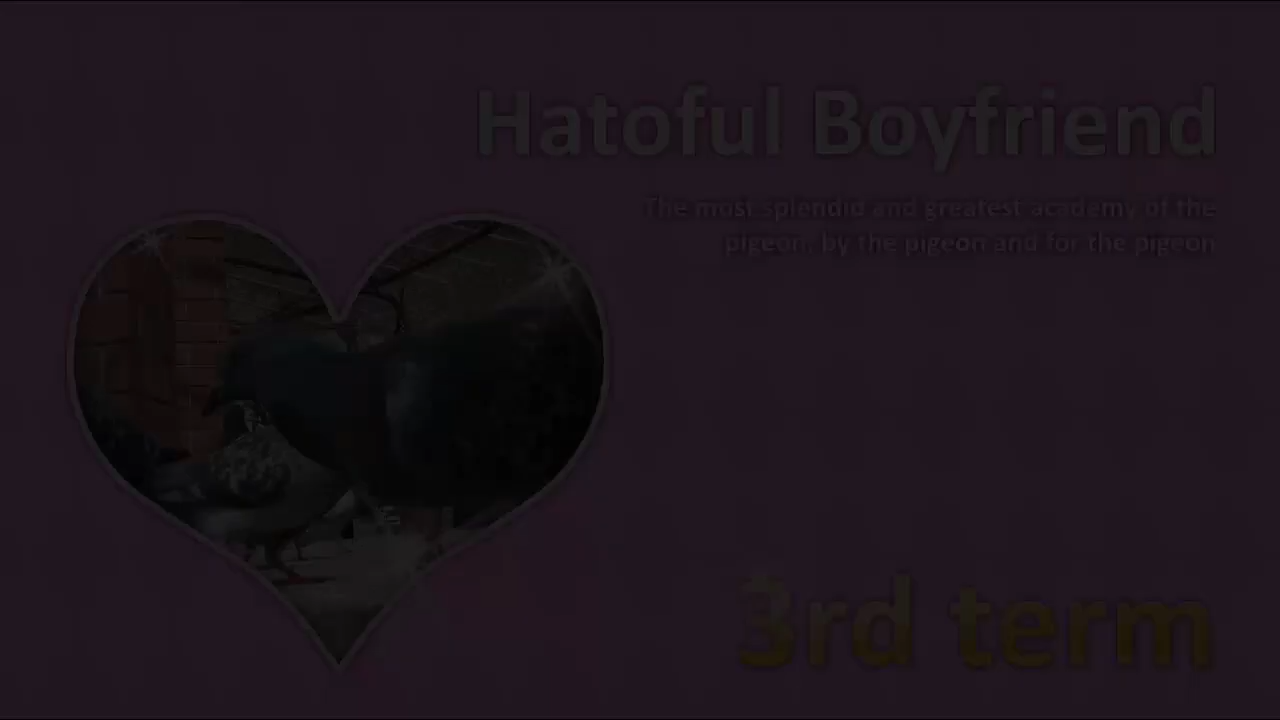 Hatoful Boyfriend
The most splendid and greatest academy of the
pigeon, by the pigeon and for the pigeon
3rd term